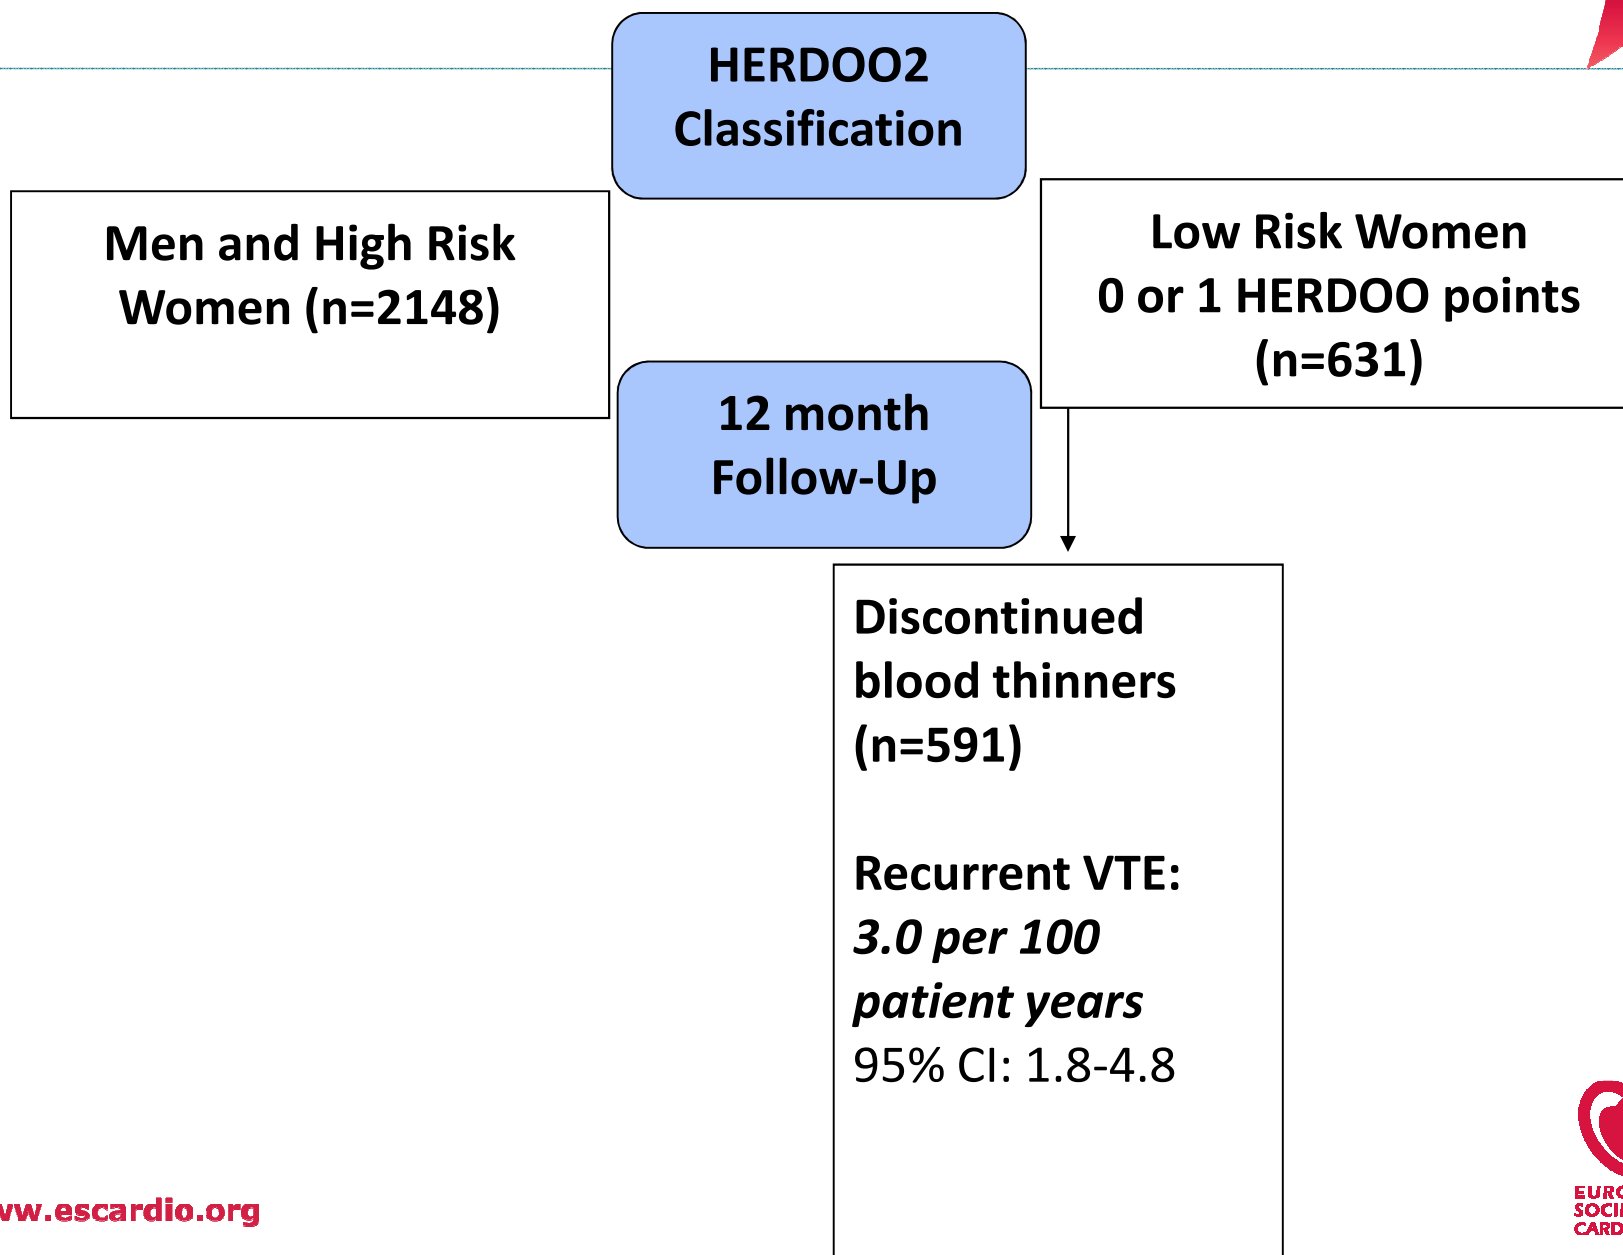 HERDOO2
Classification
Men and High Risk
Women (n=2148)
Low Risk Women
0 or 1 HERDOO points
(n=631)
12 month
Follow-Up
Discontinued
blood thinners
(n=591)
Recurrent VTE:
3.0 per 100
patient years
95% CI: 1.8-4.8
w.escardio.org